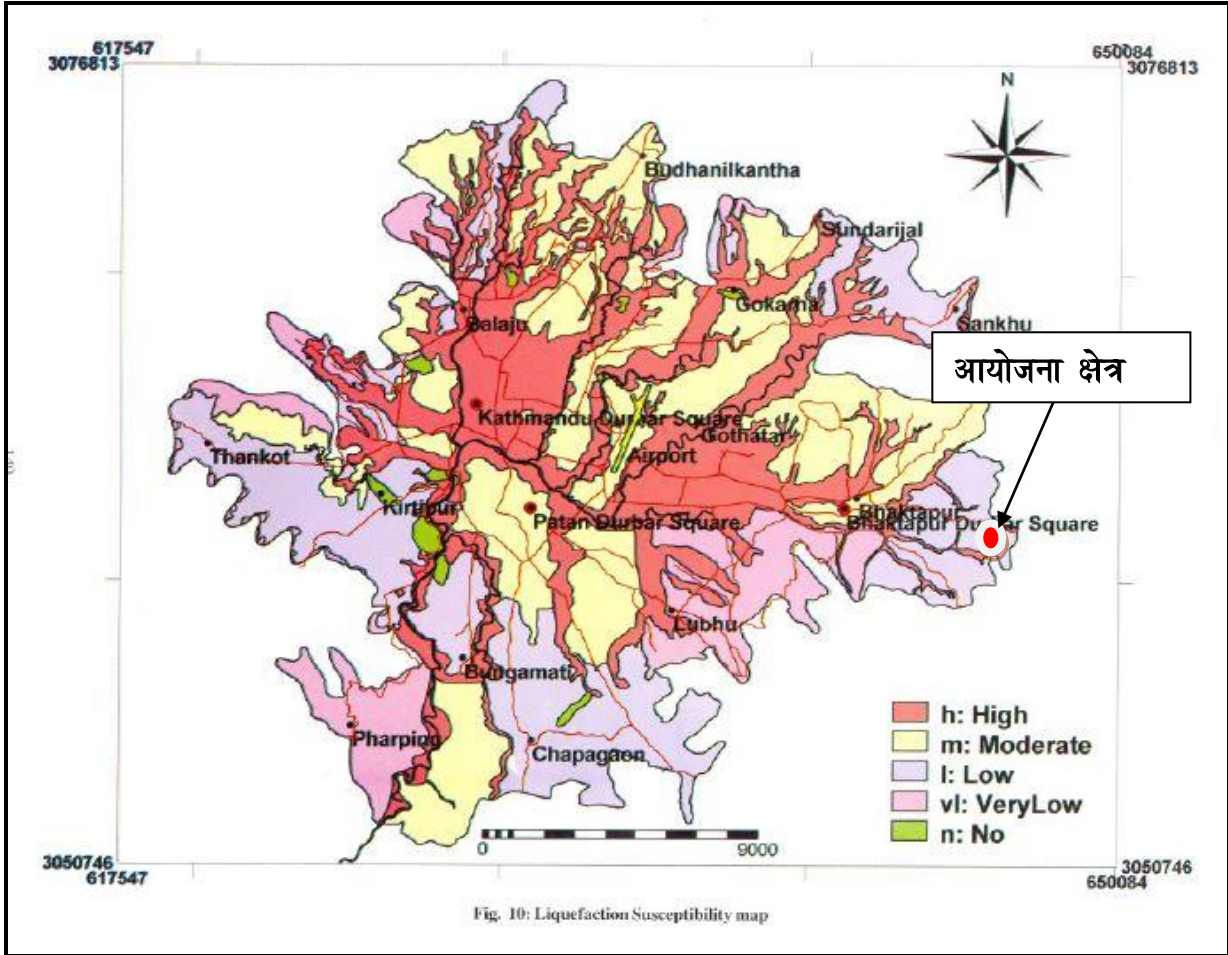 617547
650084
3076813
3076813
N
Budhanilkantha
Sundarijal
Gokarna
Balaju
Sankhu
आयोजना क्षेत्र
Kathmandu Durbar Square
Gothatar
Thankot
Airport
Kirtipur
Bhaktapur
Patan Durbar Square
Bhaktapur Durbar Square
Lubhu
Bungamati
h: High
Pharping
m: Moderate
Chapagaon
l: Low
vl: VeryLow
n: No
0
9000
3050746
3050746
617547
650084
Fig. 10: Liquefaction Susceptibility map